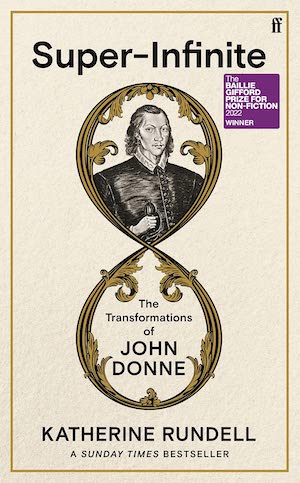 ff
Super-Infinite
The
BAILLIE
GIFFORD
PRIZE FOR
NON-FICTION
2022
WINNER
The
Transformations
of
JOHN
DONNE
KATHERINE RUNDELL
A SUNDAY TIMES BESTSELLER